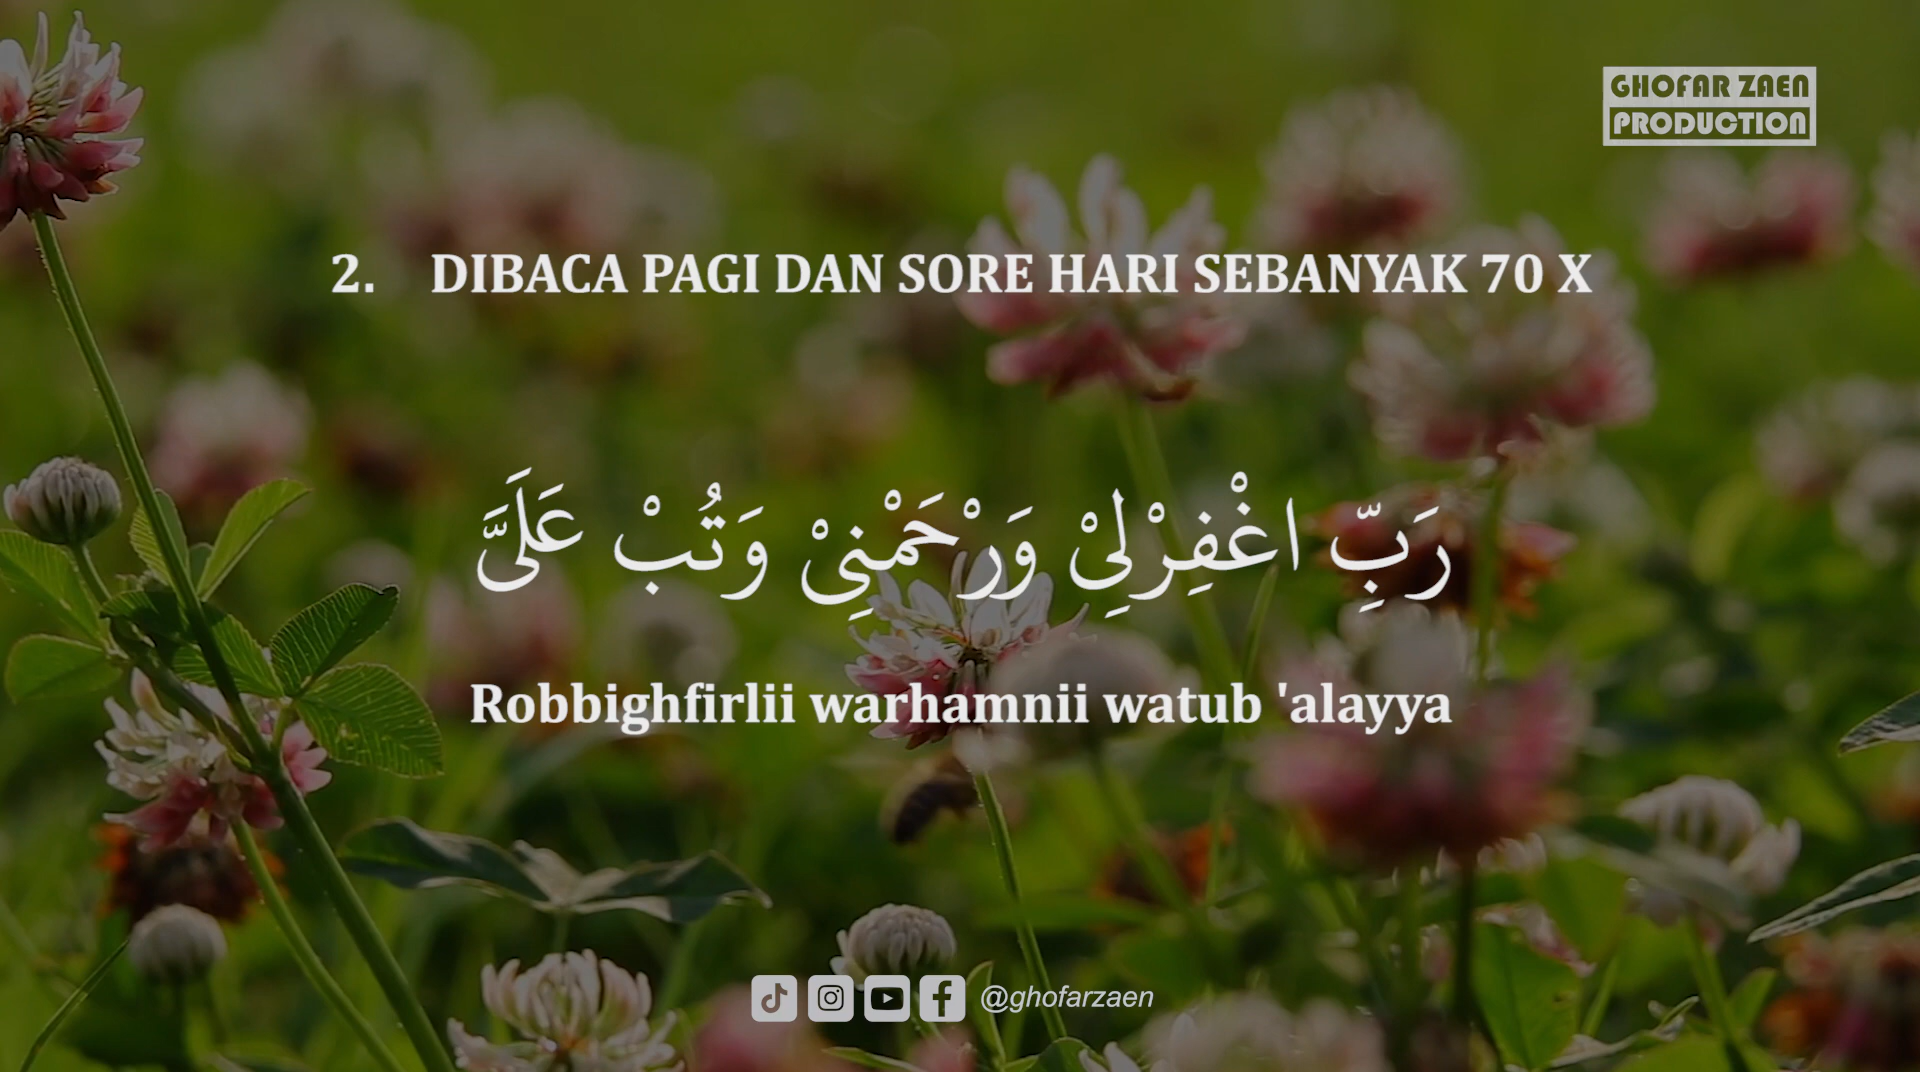 GHOFAR ZAEN
PRODUCTION
2. DIBACA PAGI DAN SORE HARI SEBANYAK 70 X
رَبِّ اغْفِرْلِيْ وَرْحَمْنِيْ وَتُبْ عَلَىَّ
Robbighfirlii warhamnii watub 'alayya
@ghofarzaen